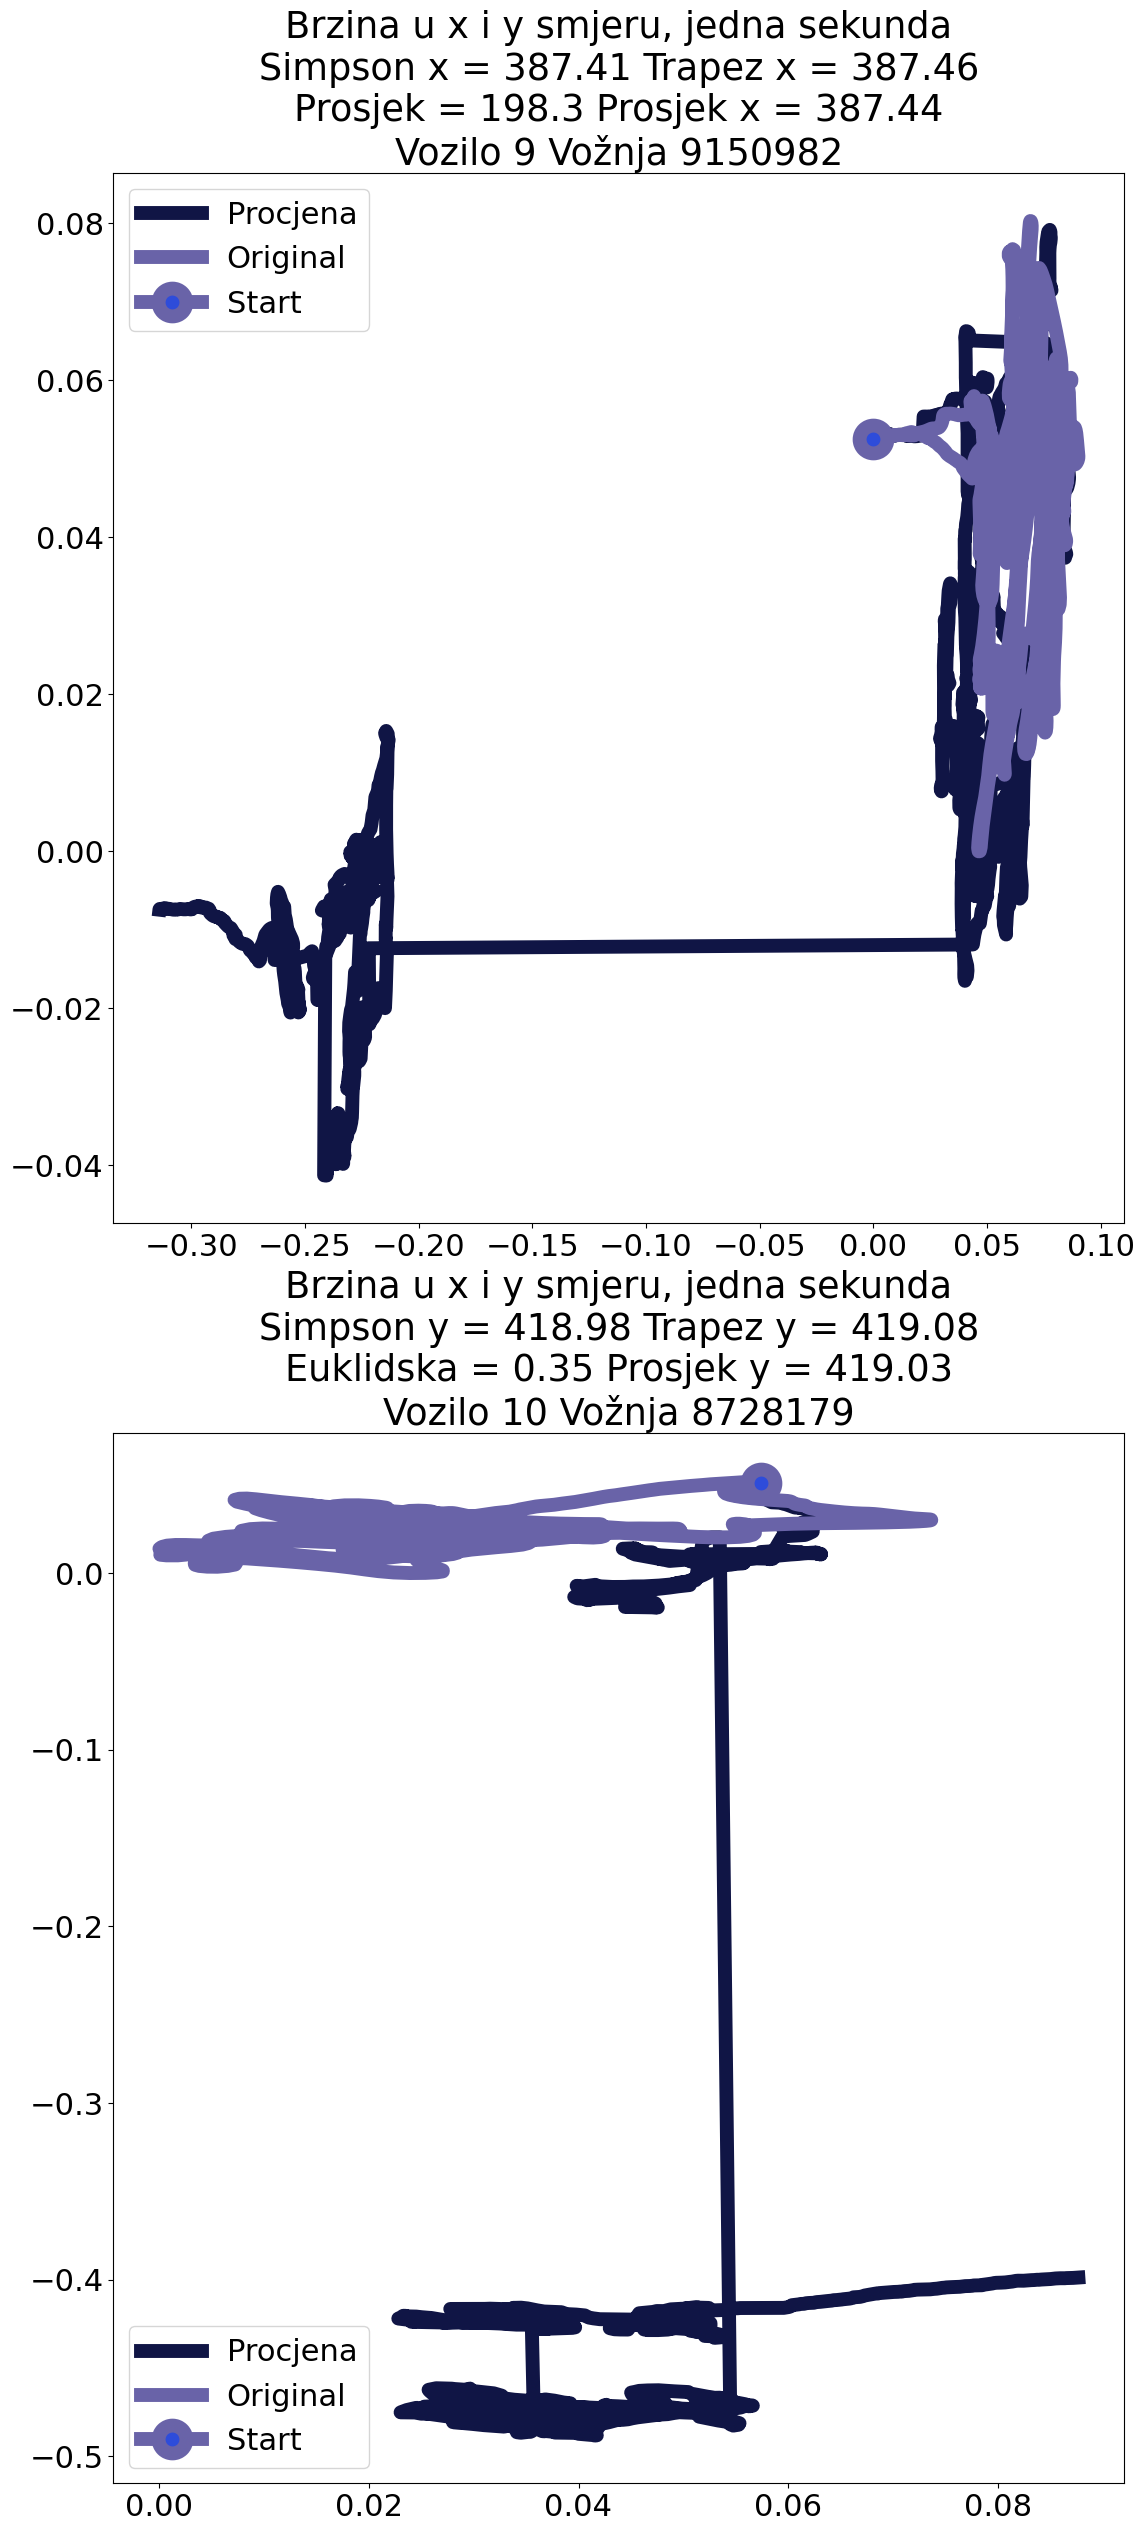 Brzina u x i y smjeru, jedna sekunda
Simpson x = 387.41 Trapez x = 387.46
Prosjek = 198.3 Prosjek x = 387.44
Vozilo 9 Vožnja 9150982
Procjena
Original
Start
0.08
0.06
0.04
0.02
0.00
−0.02
−0.04
−0.30 −0.25 −0.20 −0.15 −0.10 −0.05 0.00 0.05 0.10
Brzina u x i y smjeru, jedna sekunda
Simpson y = 418.98 Trapez y = 419.08
Euklidska = 0.35 Prosjek y = 419.03
Vozilo 10 Vožnja 8728179
0.0
−0.1
−0.2
−0.3
−0.4
−0.5
Procjena
Original
Start
0.00 0.02 0.04 0.06 0.08